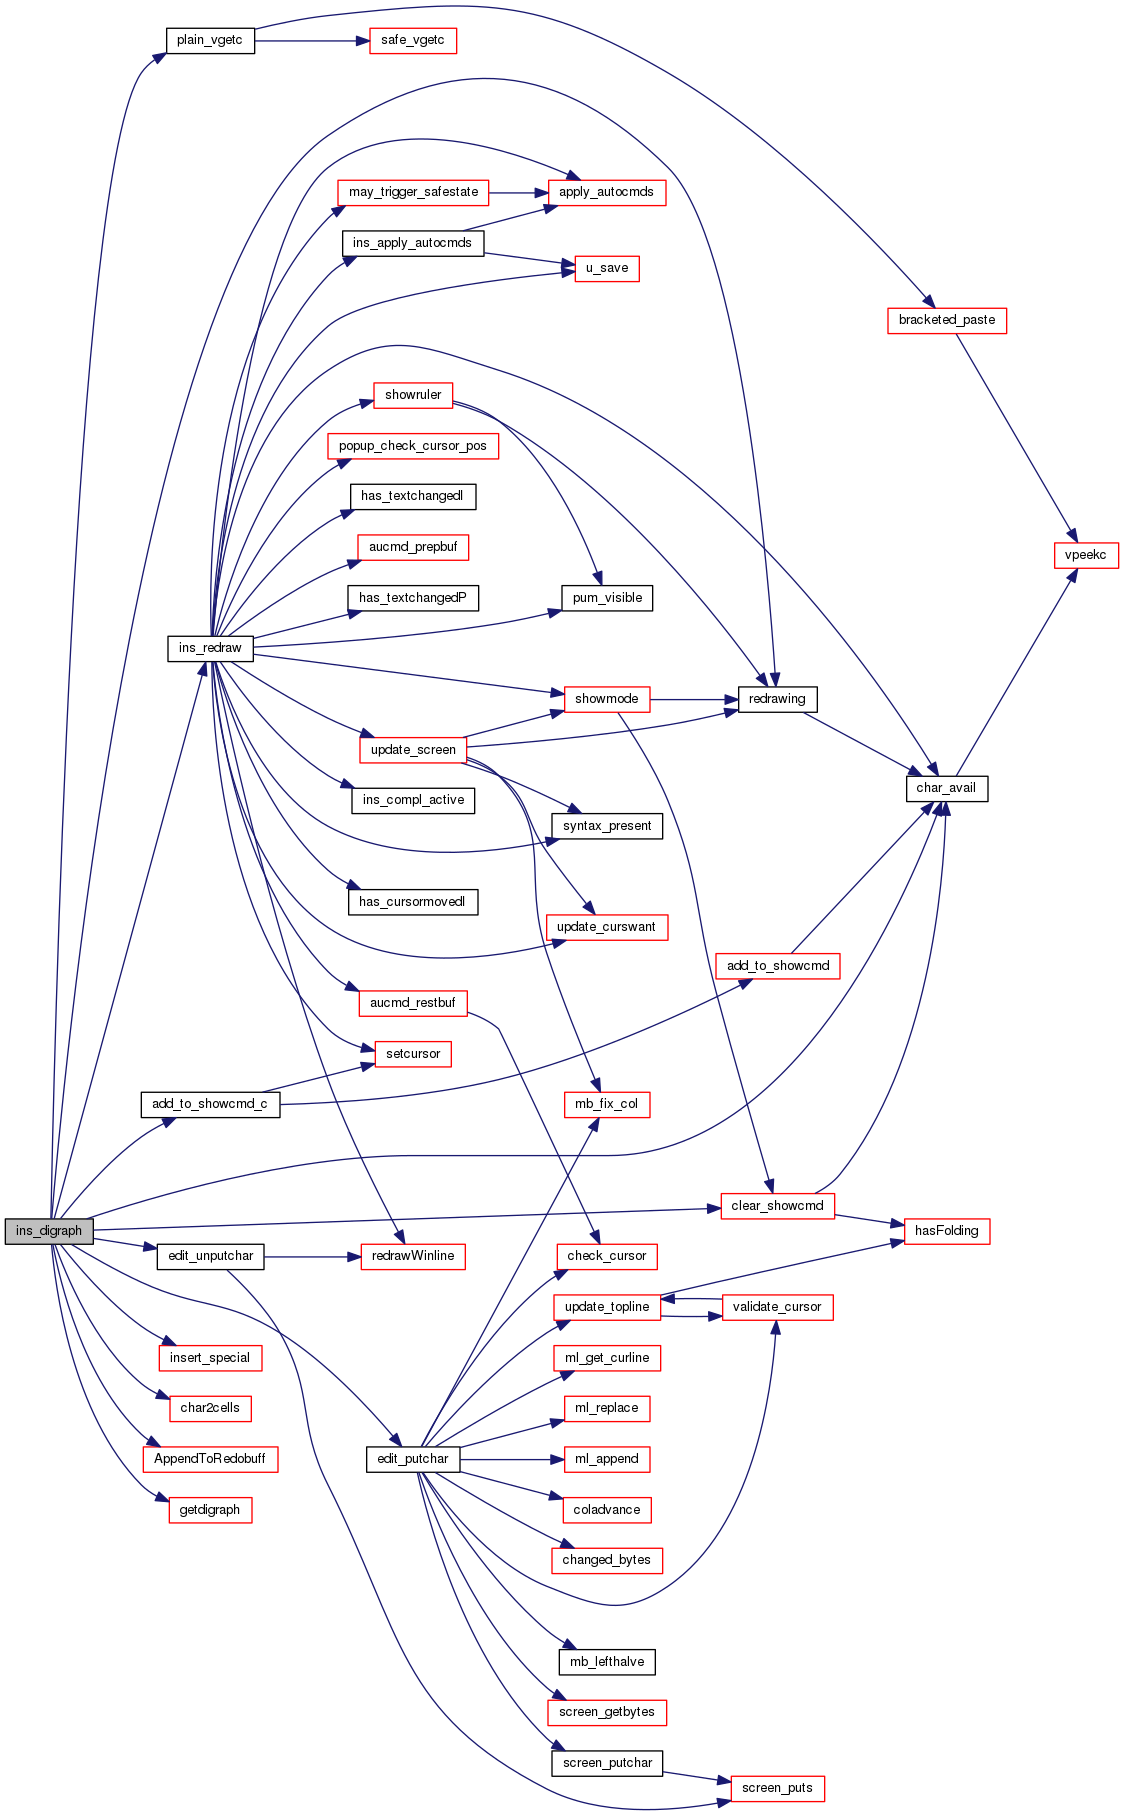 plain_vgetc
safe_vgetc
may_trigger_safestate
apply_autocmds
ins_apply_autocmds
u_save
bracketed_paste
showruler
popup_check_cursor_pos
has_textchangedI
aucmd_prepbuf
vpeekc
has_textchangedP
pum_visible
ins_redraw
showmode
redrawing
update_screen
char_avail
ins_compl_active
syntax_present
has_cursormovedI
update_curswant
add_to_showcmd
aucmd_restbuf
setcursor
add_to_showcmd_c
mb_fix_col
clear_showcmd
ins_digraph
hasFolding
edit_unputchar
redrawWinline
check_cursor
update_topline
validate_cursor
insert_special
ml_get_curline
char2cells
ml_replace
AppendToRedobuff
edit_putchar
ml_append
getdigraph
coladvance
changed_bytes
mb_lefthalve
screen_getbytes
screen_putchar
screen_puts